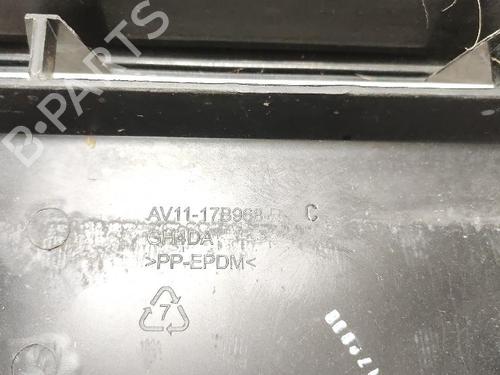 B-PARTS
AV11-17B968 C
GH4DA
>PP-EPDM<
7